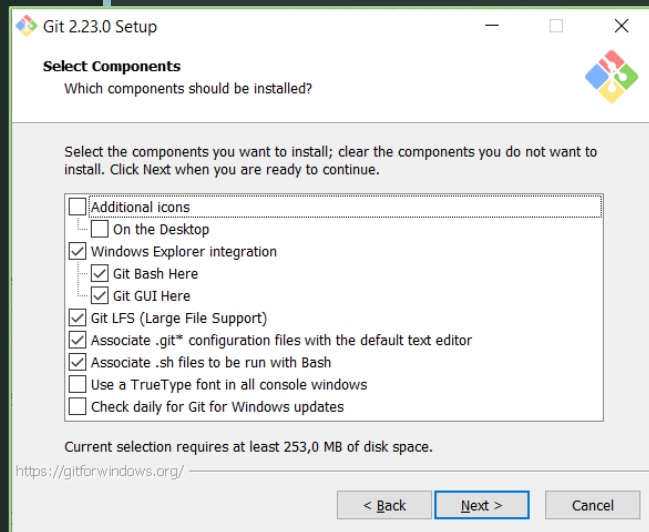 Git 2.23.0 Setup
Select Components
Which components should be installed?
Select the components you want to install; clear the components you do not want to
install. Click Next when you are ready to continue.
Additional icons
On the Desktop
Windows Explorer integration
Git Bash Here
Git GUI Here
Git LFS (Large File Support)
Associate .git* configuration files with the default text editor
Associate .sh files to be run with Bash
Use a TrueType font in all console windows
Check daily for Git for Windows updates
Current selection requires at least 253,0 MB of disk space.
https://gitforwindows.org/
< Back Next > Cancel